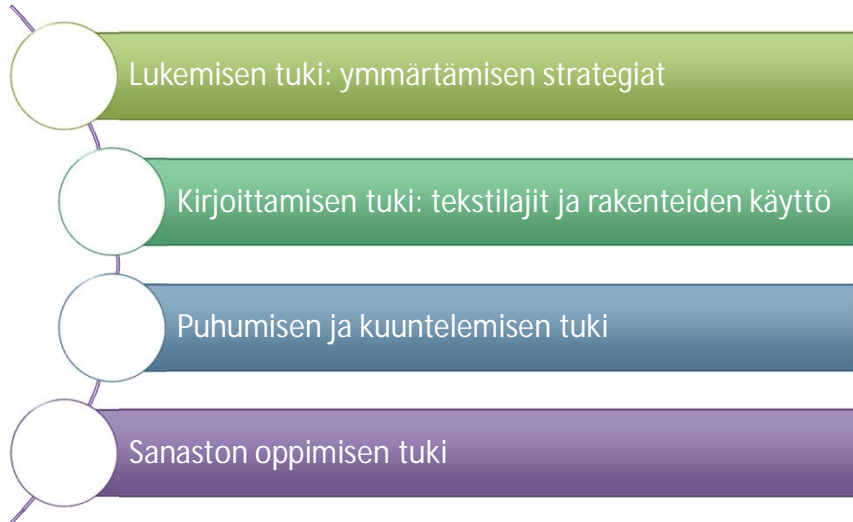 Lukemisen tuki: ymmärtämisen strategiat
Kirjoittamisen tuki: tekstilajit ja rakenteiden käyttö
Puhumisen ja kuuntelemisen tuki
Sanaston oppimisen tuki